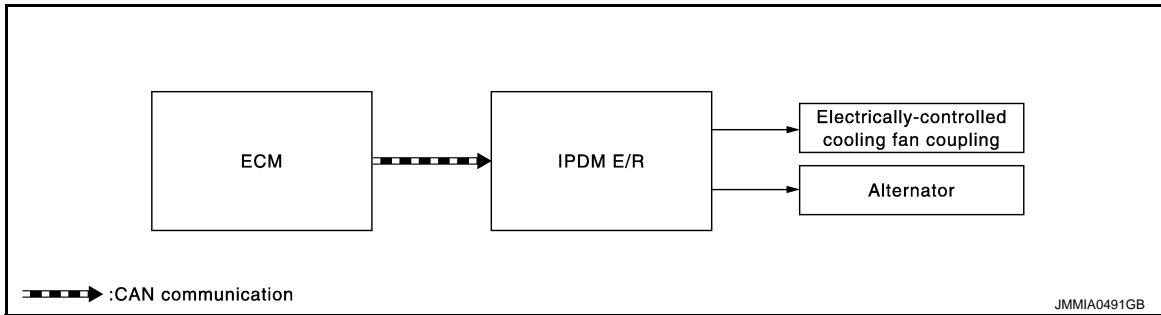 ECM
IPDM E/R
Electrically-controlled
cooling fan coupling
Alternator
:CAN communication
JMMIA0491GB